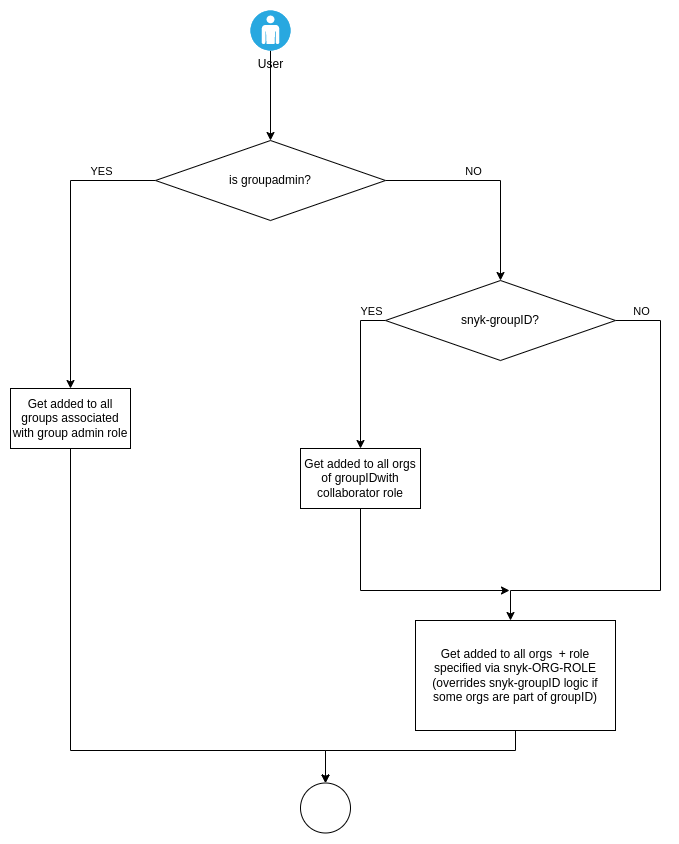 User
is groupadmin?
YES
NO
snyk-groupID?
YES
NO
Get added to all
groups associated
with group admin role
Get added to all orgs
of groupIDwith
collaborator role
Get added to all orgs  + role
specified via snyk-ORG-ROLE
(overrides snyk-groupID logic if
some orgs are part of groupID)